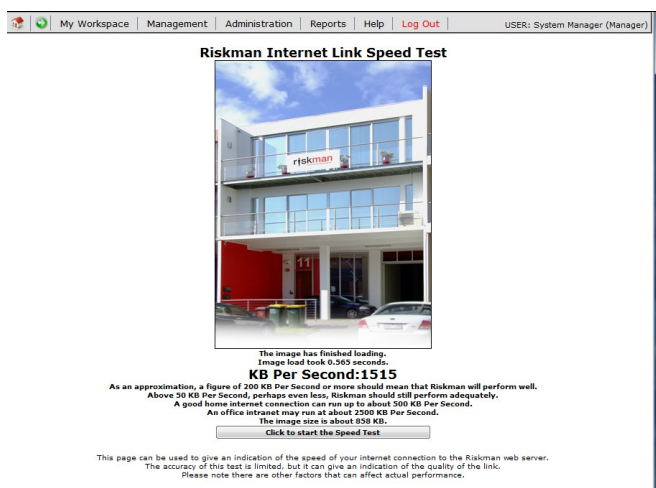 My Workspace Management Administration Reports Help Log Out USER: System Manager (Manager)
Riskman Internet Link Speed Test
riskman
11
The image has finished loading.
Image load took 0.565 seconds.
KB Per Second:1515
As an approximation, a figure of 200 KB Per Second or more should mean that Riskman will perform well.
Above 50 KB Per Second, perhaps even less, Riskman should still perform adequately.
A good home internet connection can run up to about 500 KB Per Second.
An office intranet may run at about 2500 KB Per Second.
The image size is about 858 KB.
Click to start the Speed Test
This page can be used to give an indication of the speed of your internet connection to the Riskman web server.
The accuracy of this test is limited, but it can give an indication of the quality of the link.
Please note there are other factors that can affect actual performance.